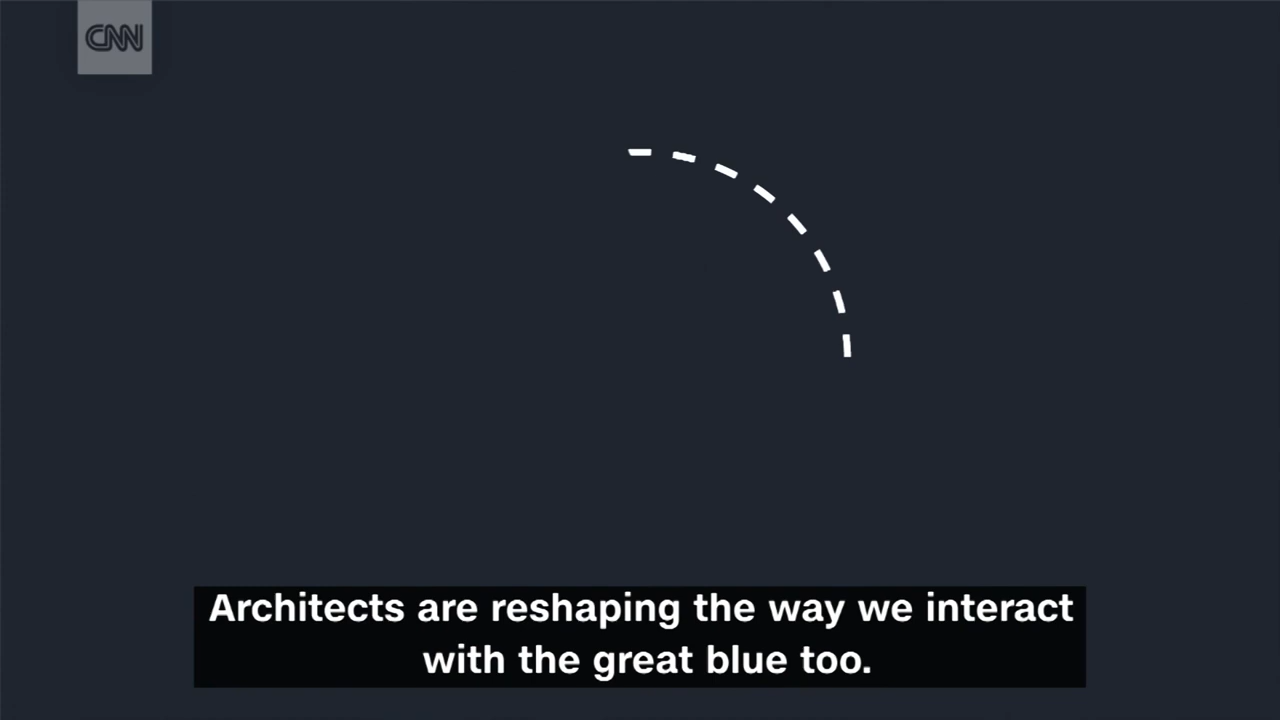 CNN
Architects are reshaping the way we interact
with the great blue too.